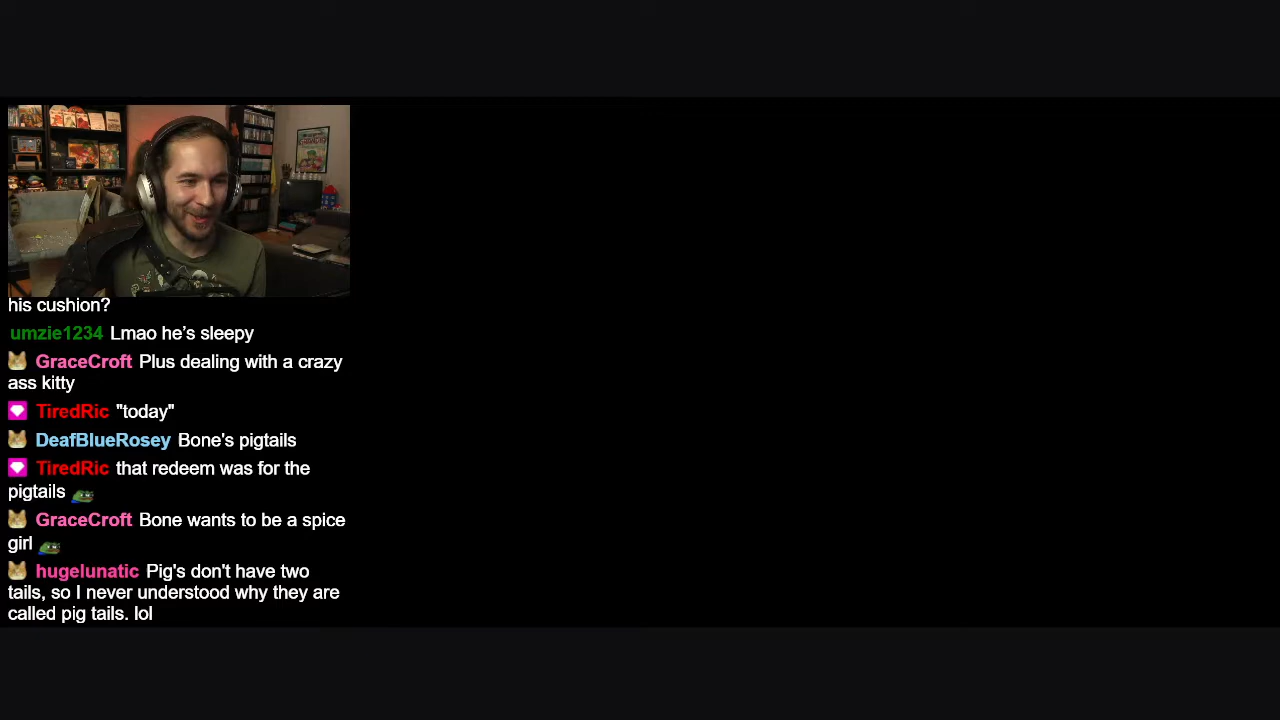 his cushion?
umzie1234 Lmao he's sleepy
GraceCroft Plus dealing with a crazy
ass kitty
TiredRic "today"
DeafBlueRosey Bone's pigtails
TiredRic that redeem was for the
pigtails
GraceCroft Bone wants to be a spice
girl
hugelunatic Pig's don't have two
tails, so I never understood why they are
called pig tails. lol